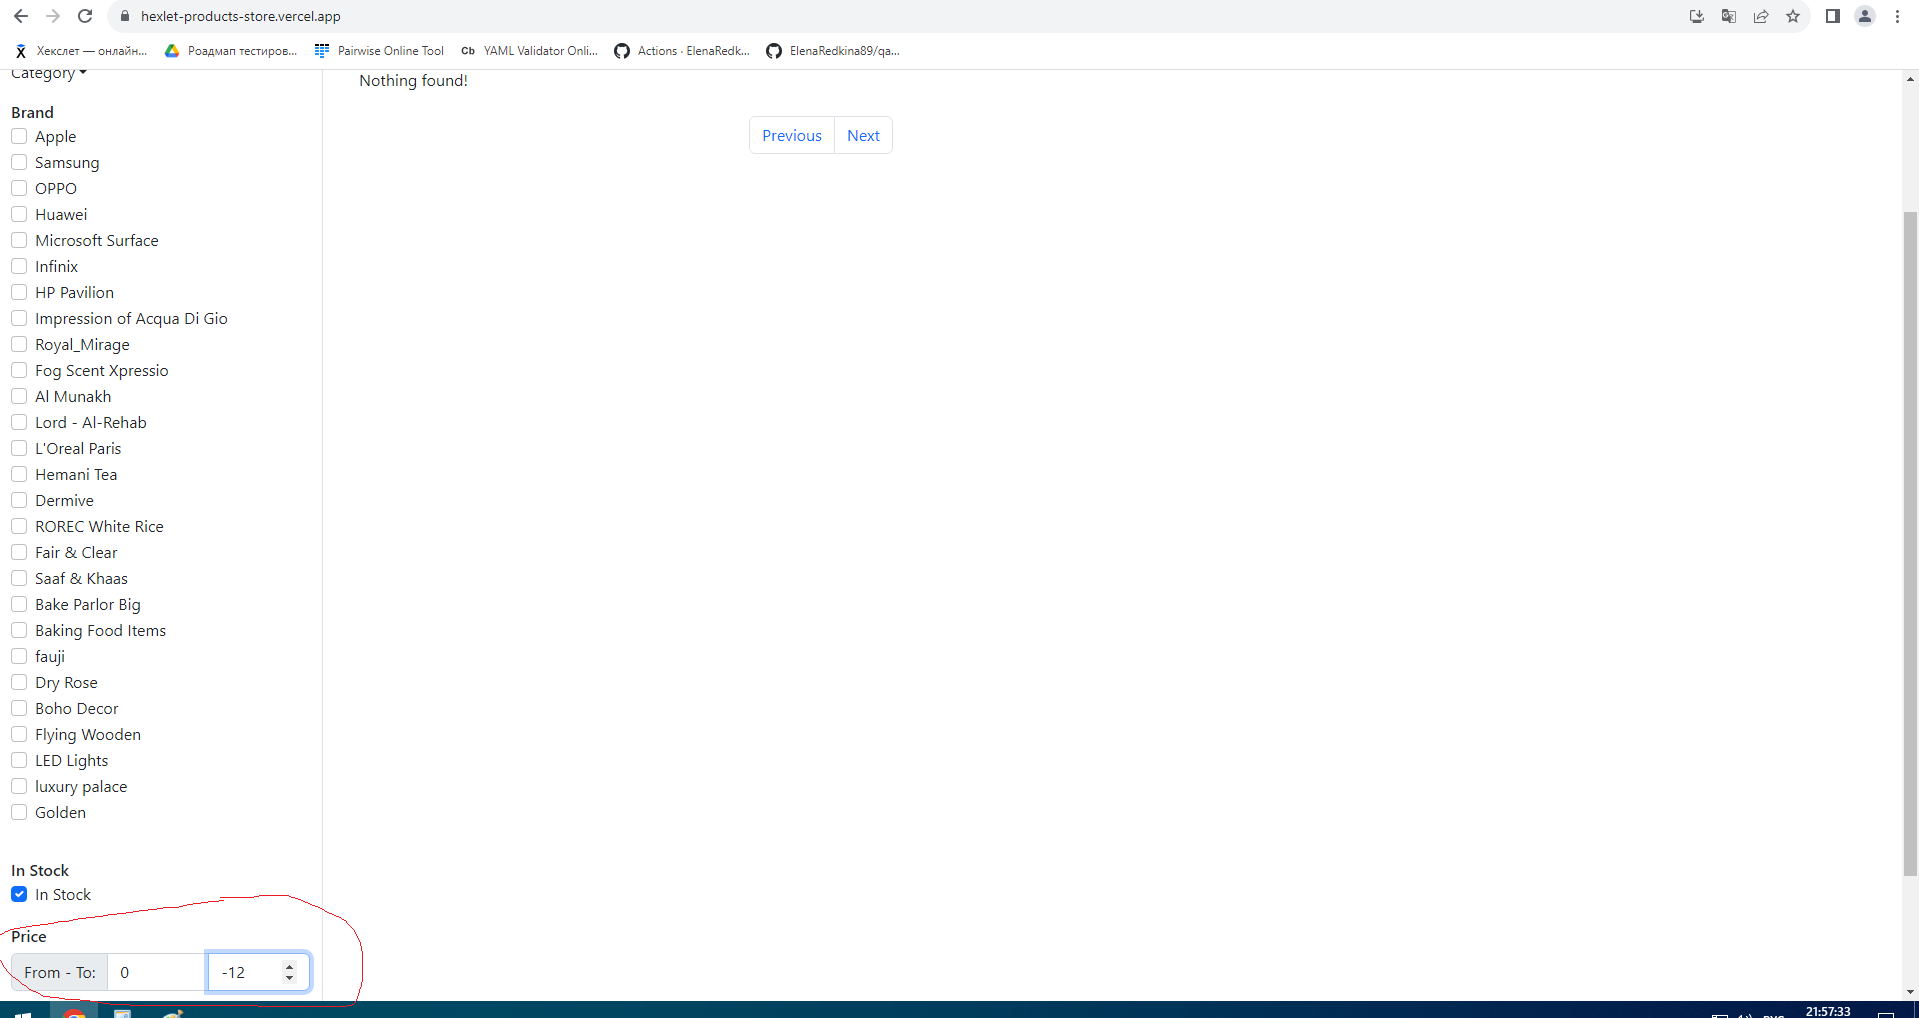 hexlet-products-store.vercel.app
Хекслет — онлайн...
Роадмап тестиров...
Pairwise Online Tool
Cb YAML Validator Onli...
Actions · ElenaRedk...
ElenaRedkina89/qa...
Category
Nothing found!
Previous
Next
Brand
Apple
Samsung
OPPO
Huawei
Microsoft Surface
Infinix
HP Pavilion
Impression of Acqua Di Gio
Royal_Mirage
Fog Scent Xpressio
Al Munakh
Lord - Al-Rehab
L'Oreal Paris
Hemani Tea
Dermive
ROREC White Rice
Fair & Clear
Saaf & Khaas
Bake Parlor Big
Baking Food Items
fauji
Dry Rose
Boho Decor
Flying Wooden
LED Lights
luxury palace
Golden
In Stock
In Stock
Price
From - To:
0
-12
РУС
21:57:33